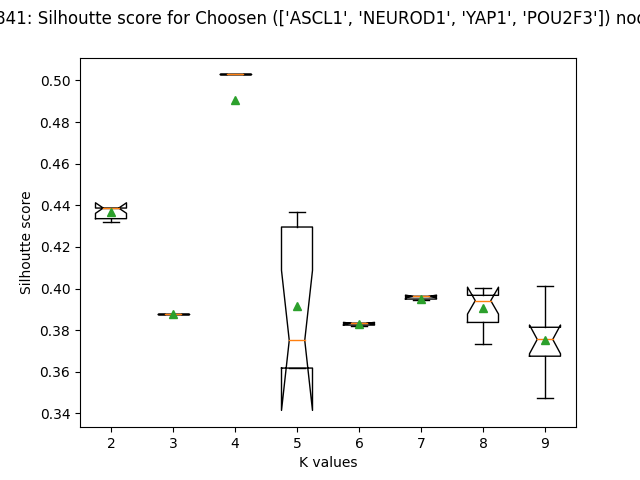 341: Silhoutte score for Choosen (['ASCL1', 'NEUROD1', 'YAP1', 'POU2F3'])
0.50
0.48
0.46
0.44
0.42
0.40
0.38
0.36
0.34
Silhoutte score
2 3 4 5 6 7 8 9
K values